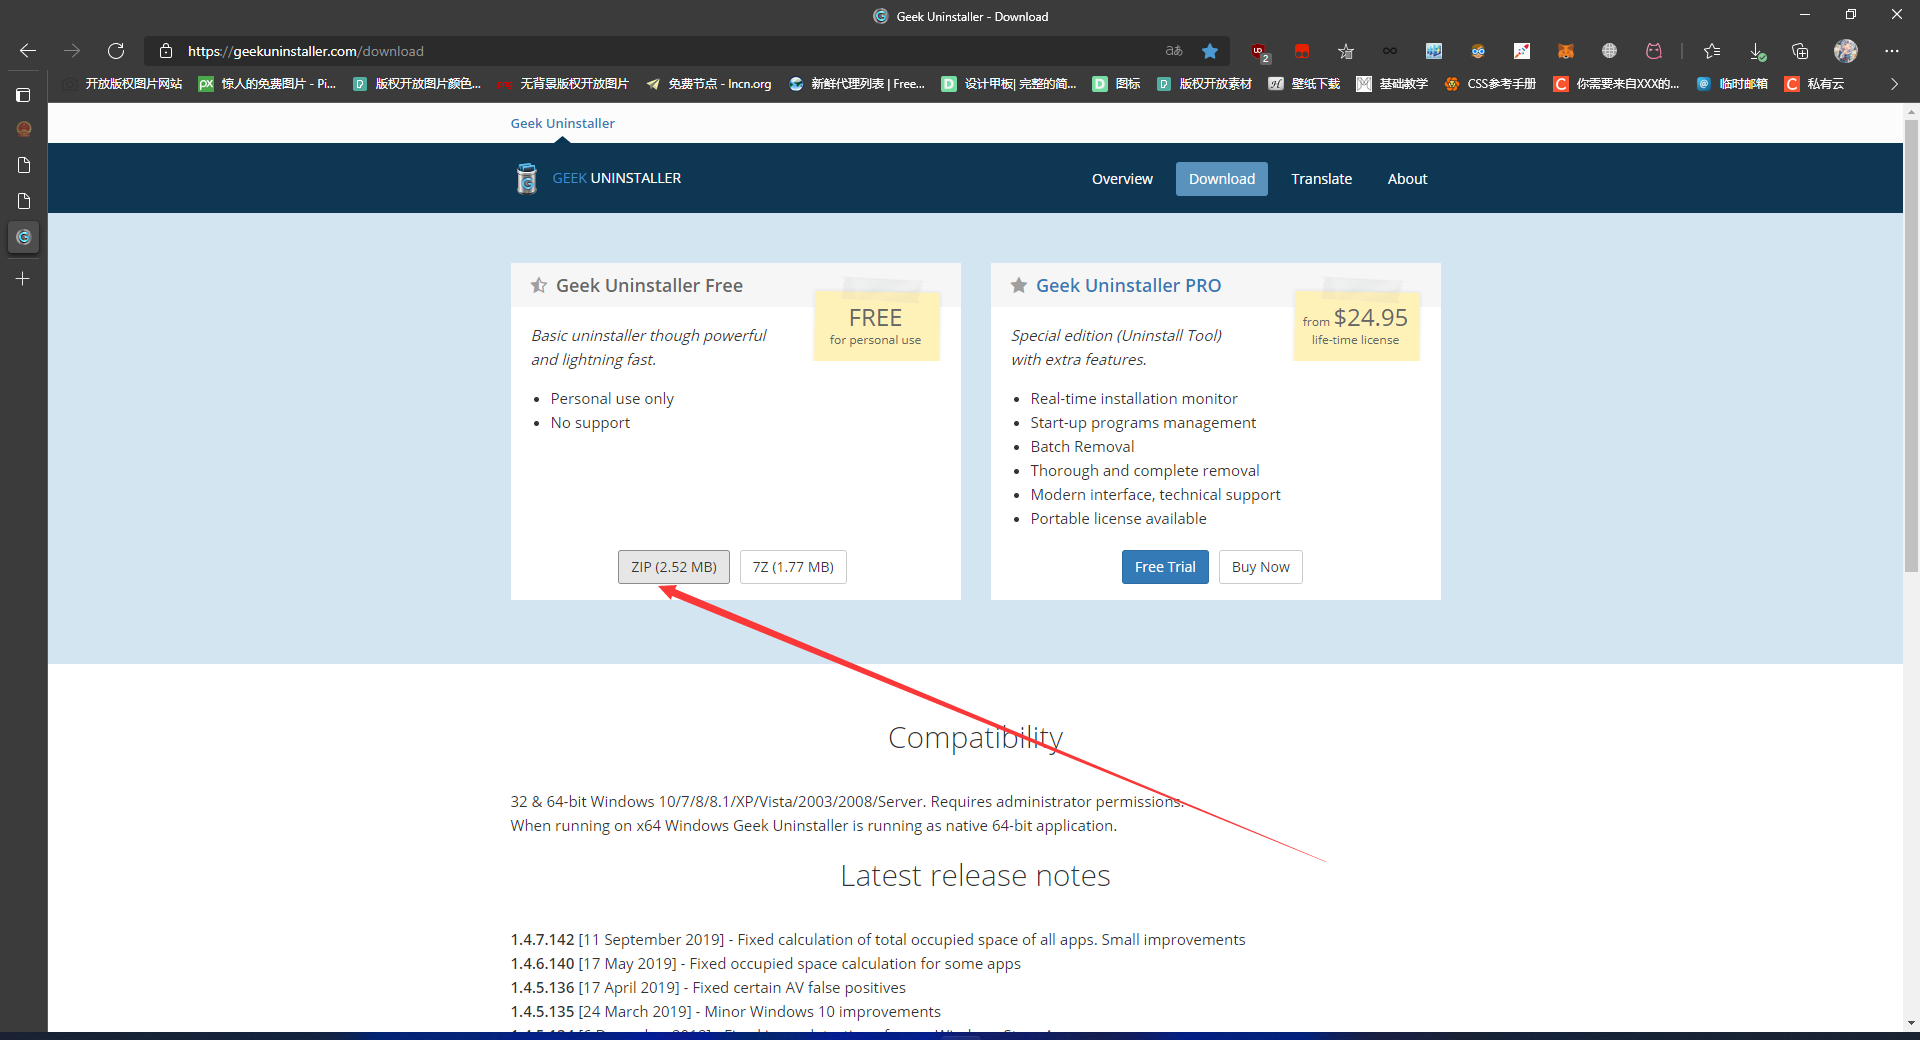 Geek Uninstaller - Download
https://geekuninstaller.com/download
aあ
2
开放版权图片网站
惊人的免费图片 - Pi...
版权开放图片颜色...
无背景版权开放图片
免费节点 - lncn.org
新鲜代理列表 | Free...
设计甲板| 完整的简...
图标
版权开放素材
壁纸下载
基础教学
CSS参考手册
你需要来自XXX的...
临时邮箱
私有云
Geek Uninstaller
GEEK UNINSTALLER
Overview
Download
Translate
About
Geek Uninstaller Free
FREE
for personal use
Basic uninstaller though powerful
and lightning fast.
Personal use only
No support
ZIP (2.52 MB)
7Z (1.77 MB)
Geek Uninstaller PRO
from $24.95
life-time license
Special edition (Uninstall Tool)
with extra features.
Real-time installation monitor
Start-up programs management
Batch Removal
Thorough and complete removal
Modern interface, technical support
Portable license available
Free Trial
Buy Now
Compatibility
32 & 64-bit Windows 10/7/8/8.1/XP/Vista/2003/2008/Server. Requires administrator permissions.
When running on x64 Windows Geek Uninstaller is running as native 64-bit application.
Latest release notes
1.4.7.142 [11 September 2019] - Fixed calculation of total occupied space of all apps. Small improvements
1.4.6.140 [17 May 2019] - Fixed occupied space calculation for some apps
1.4.5.136 [17 April 2019] - Fixed certain AV false positives
1.4.5.135 [24 March 2019] - Minor Windows 10 improvements